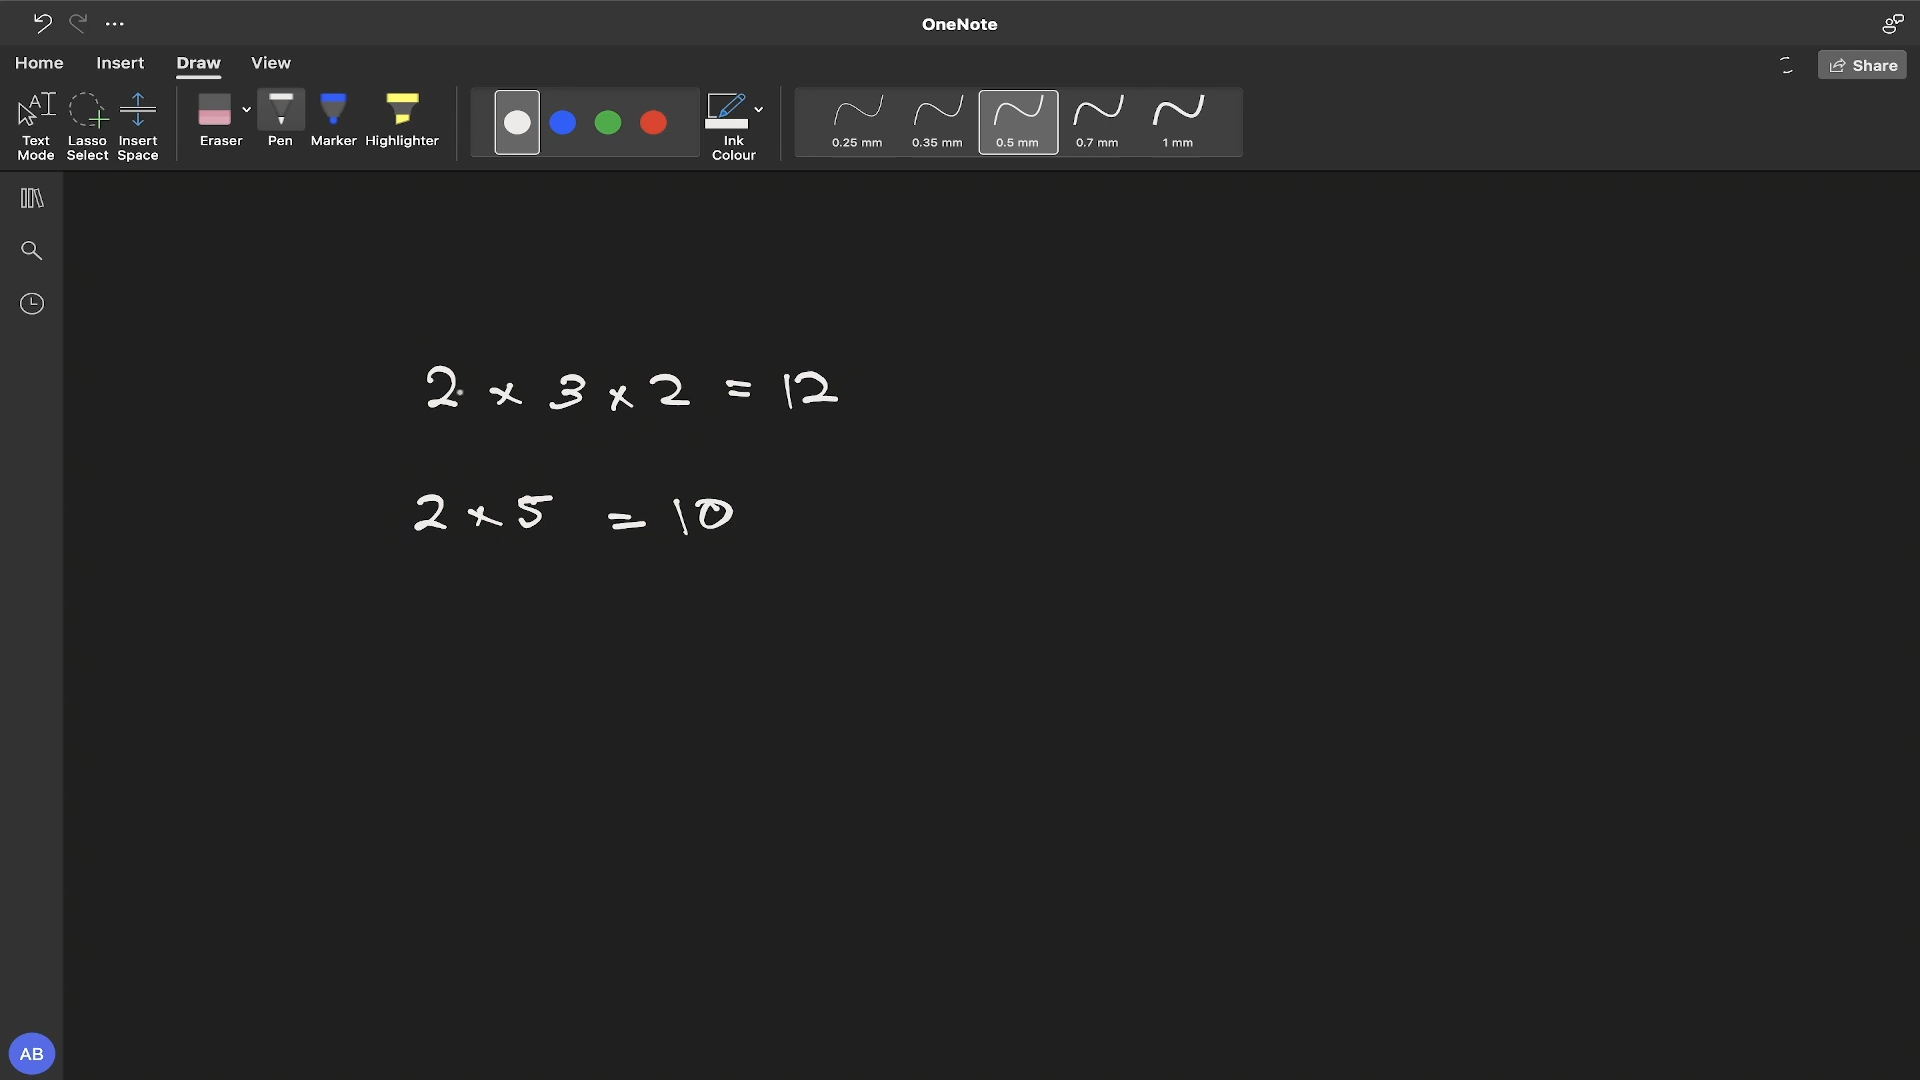 OneNote
Home Insert Draw View Share
Text Mode Lasso Select Insert Space Eraser Pen Marker Highlighter Ink Colour 0.25 mm 0.35 mm 0.5 mm 0.7 mm 1 mm
2 × 3 × 2 = 12
2 × 5 = 10
AB